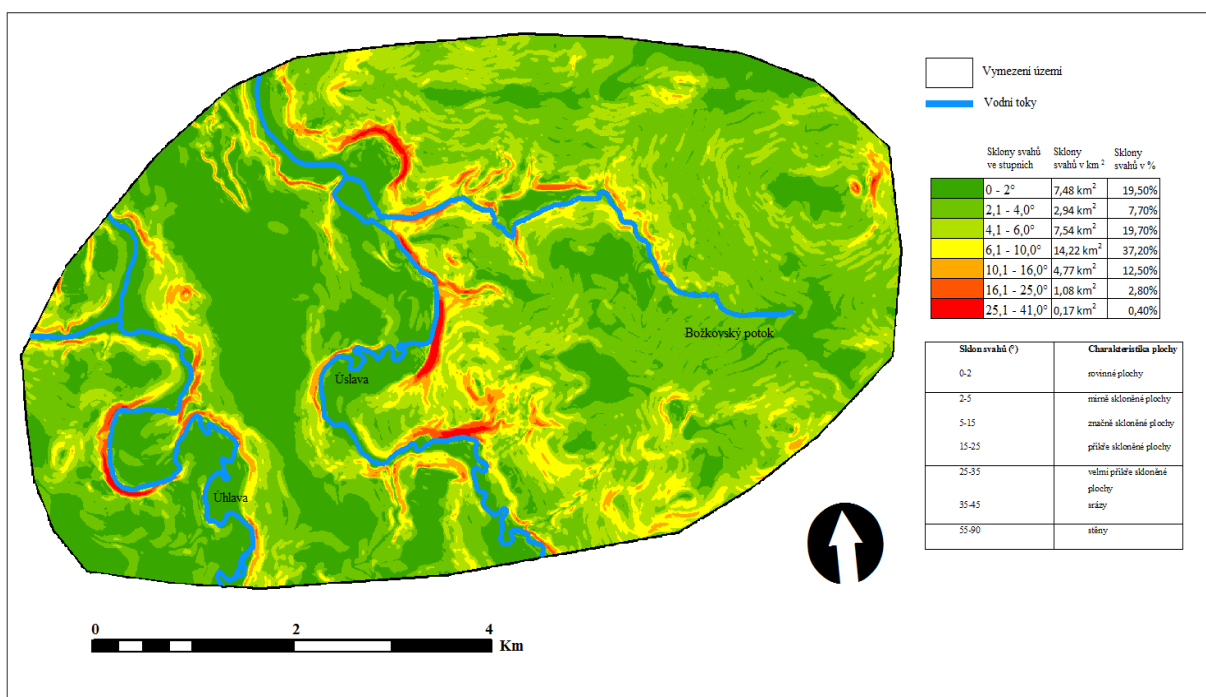 Vymezení území
Vodní toky
Sklony svahů Sklony Sklony
ve stupních svahů v km ² svahů v %
0 - 2° 7,48 km² 19,50%
2,1 - 4,0° 2,94 km² 7,70%
4,1 - 6,0° 7,54 km² 19,70%
6,1 - 10,0° 14,22 km² 37,20%
10,1 - 16,0° 4,77 km² 12,50%
16,1 - 25,0° 1,08 km² 2,80%
25,1 - 41,0° 0,17 km² 0,40%
Božkovský potok
Úslava
Úhlava
Sklon svahů (°) Charakteristika plochy
0-2 rovinné plochy
2-5 mírně skloněné plochy
5-15 značně skloněné plochy
15-25 příkře skloněné plochy
25-35 velmi příkře skloněné
plochy
35-45 srázy
55-90 stěny
0 2 4
Km